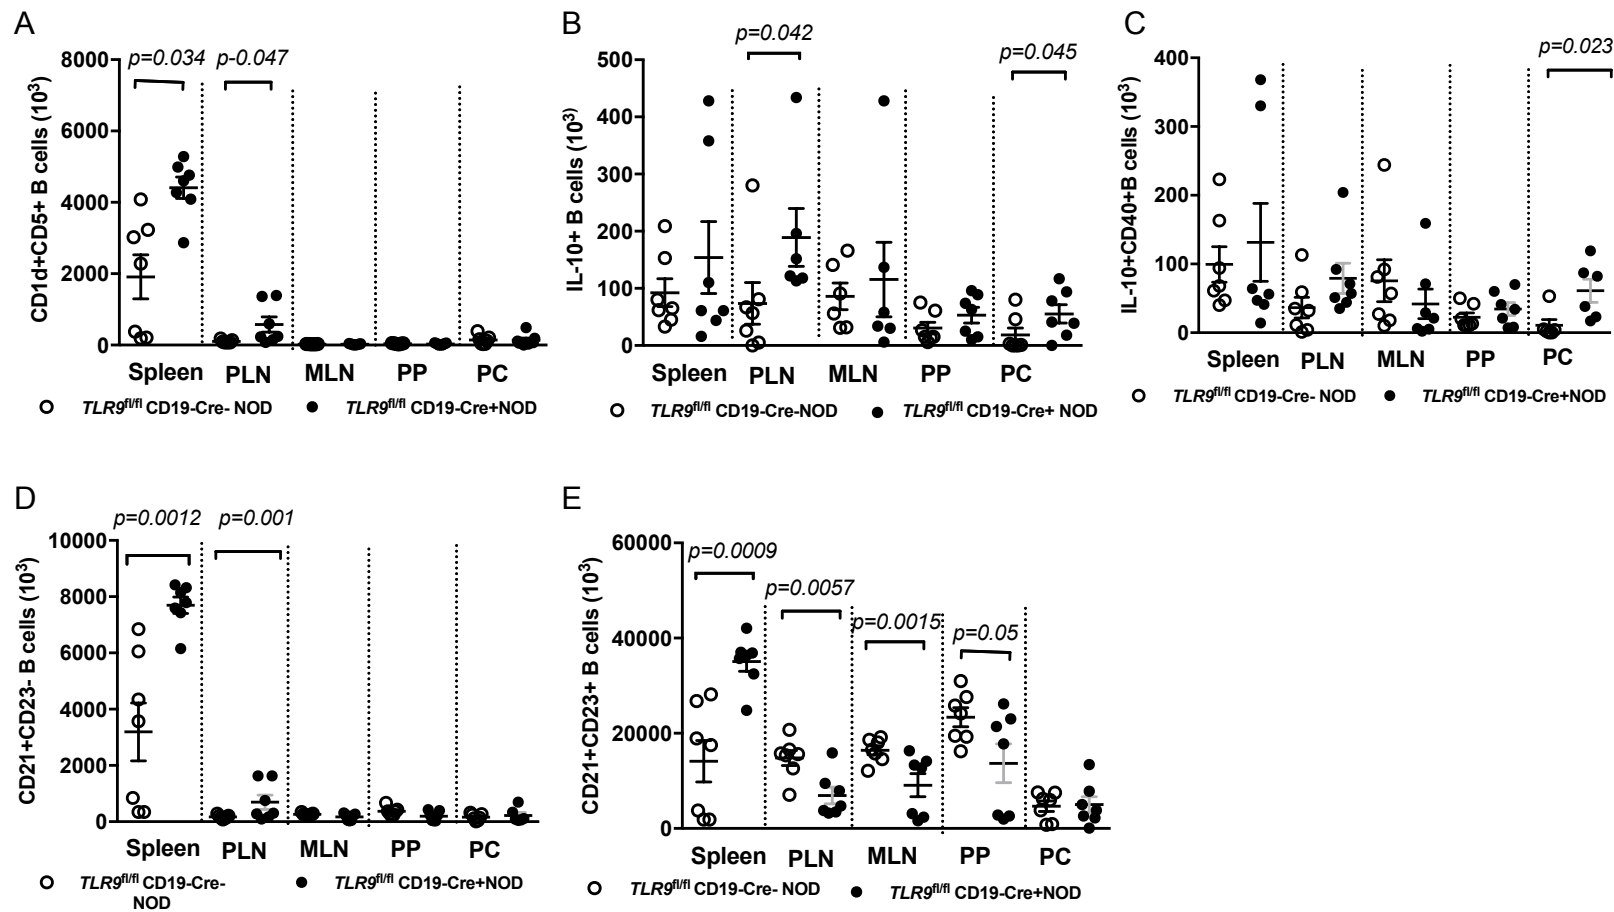 A
CD1d+CD5+ B cells (10³)
p=0.034 p-0.047
8000
6000
4000
2000
0
Spleen PLN MLN PP PC
TLR9fl/fl CD19-Cre- NOD TLR9fl/fl CD19-Cre+NOD
B
IL-10+ B cells (10³)
p=0.042 p=0.045
500
400
300
200
100
0
Spleen PLN MLN PP PC
TLR9fl/fl CD19-Cre-NOD TLR9fl/fl CD19-Cre+ NOD
C
IL-10+CD40+B cells (10³)
p=0.023
400
300
200
100
0
Spleen PLN MLN PP PC
TLR9fl/fl CD19-Cre- NOD TLR9fl/fl CD19-Cre+NOD
D
CD21+CD23- B cells (10³)
p=0.0012 p=0.001
10000
8000
6000
4000
2000
0
Spleen PLN MLN PP PC
TLR9fl/fl CD19-Cre- TLR9fl/fl CD19-Cre+NOD
NOD
E
CD21+CD23+ B cells (10³)
60000
p=0.0009
p=0.0057
p=0.0015
p=0.05
40000
20000
0
Spleen PLN MLN PP PC
TLR9fl/fl CD19-Cre- NOD TLR9fl/fl CD19-Cre+NOD